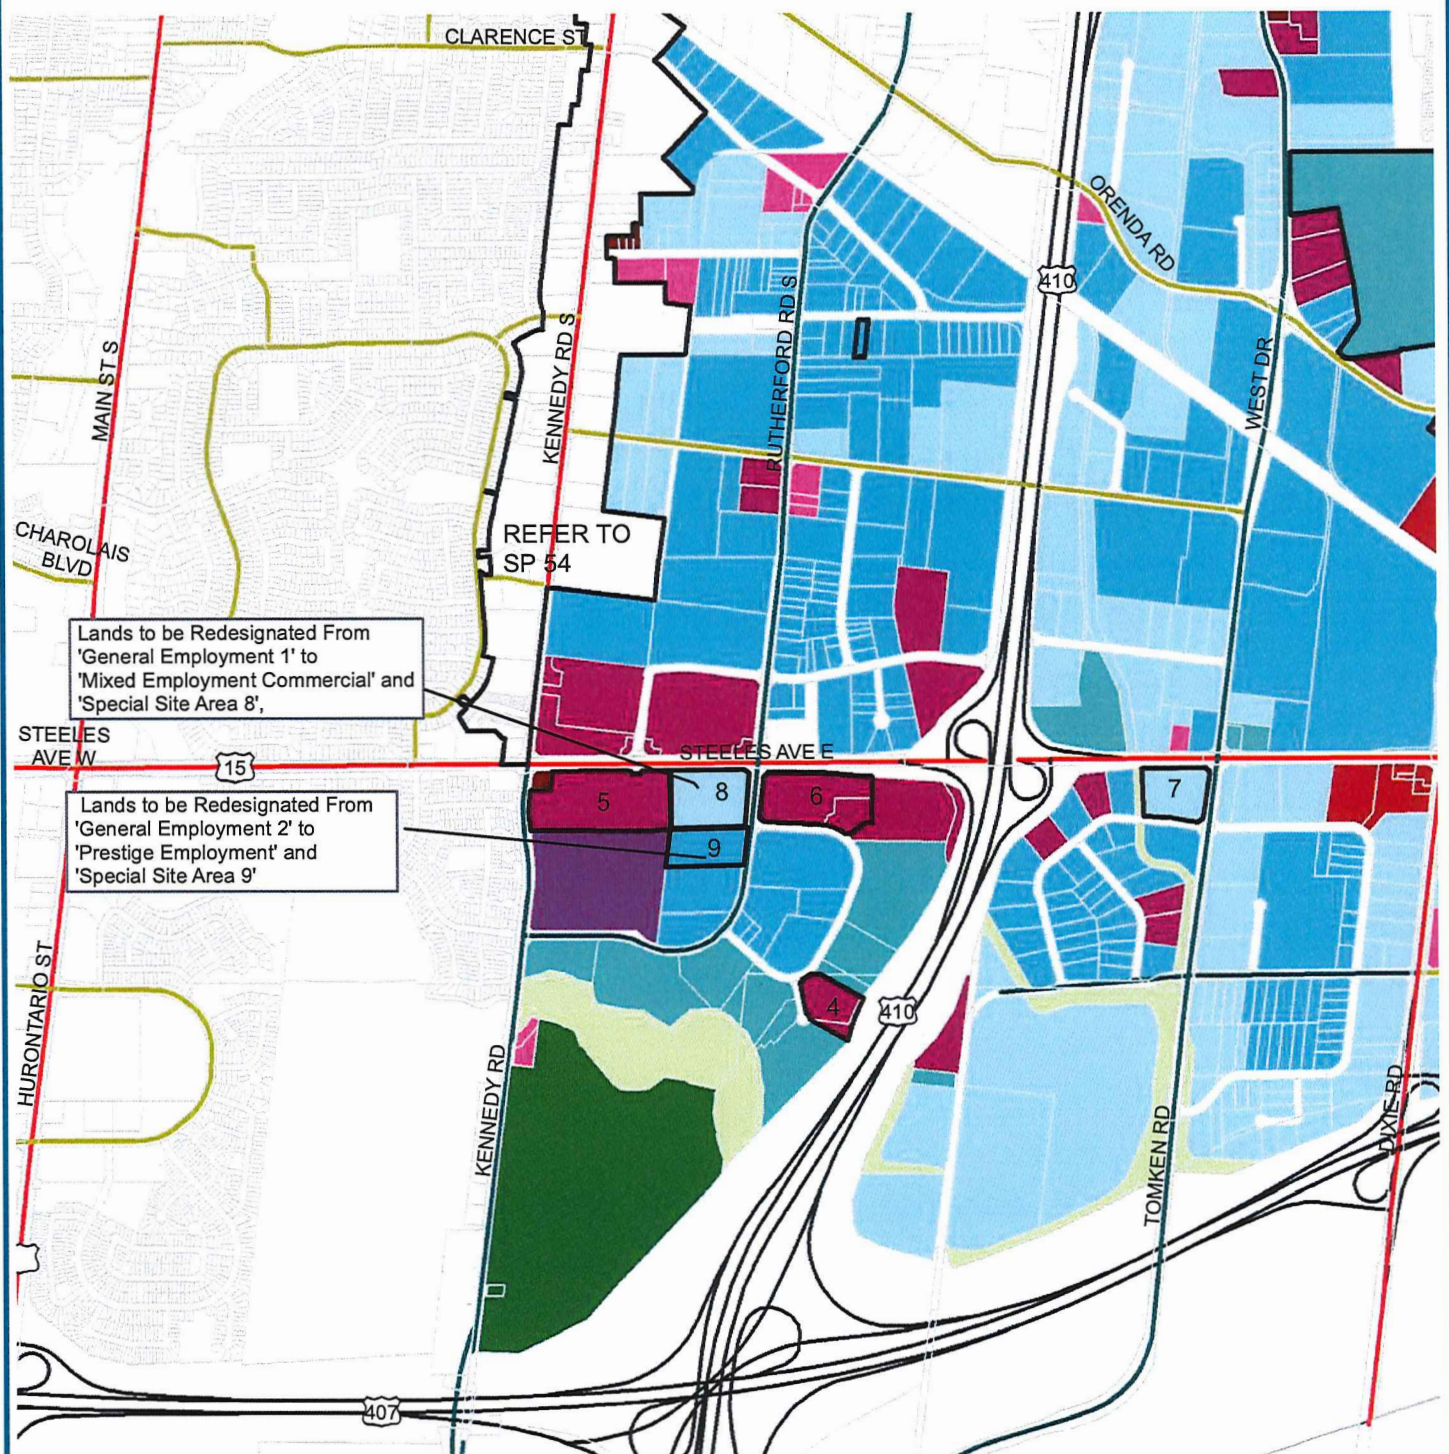 CLARENCE ST
ORENDA RD
410
RUTHERFORD RD S
KENNEDY RD S
MAIN ST S
WEST DR
CHAROLAIS
BLVD
REFER TO
SP 54
Lands to be Redesignated From
'General Employment 1' to
'Mixed Employment Commercial' and
'Special Site Area 8',
STEELES
AVE W
15
STEELES AVE E
5
8
6
7
9
Lands to be Redesignated From
'General Employment 2' to
'Prestige Employment' and
'Special Site Area 9'
4
410
HURONTARIO ST
KENNEDY RD
TOMKEN RD
DIXIE RD
407